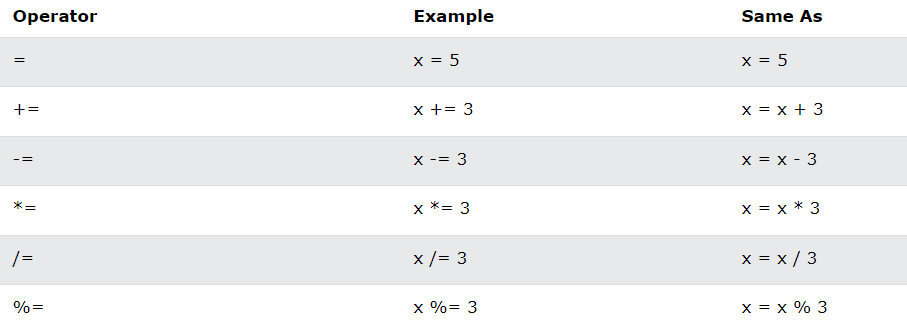 Operator Example Same As
= x = 5 x = 5
+= x += 3 x = x + 3
-= x -= 3 x = x - 3
*= x *= 3 x = x * 3
/= x /= 3 x = x / 3
%= x %= 3 x = x % 3